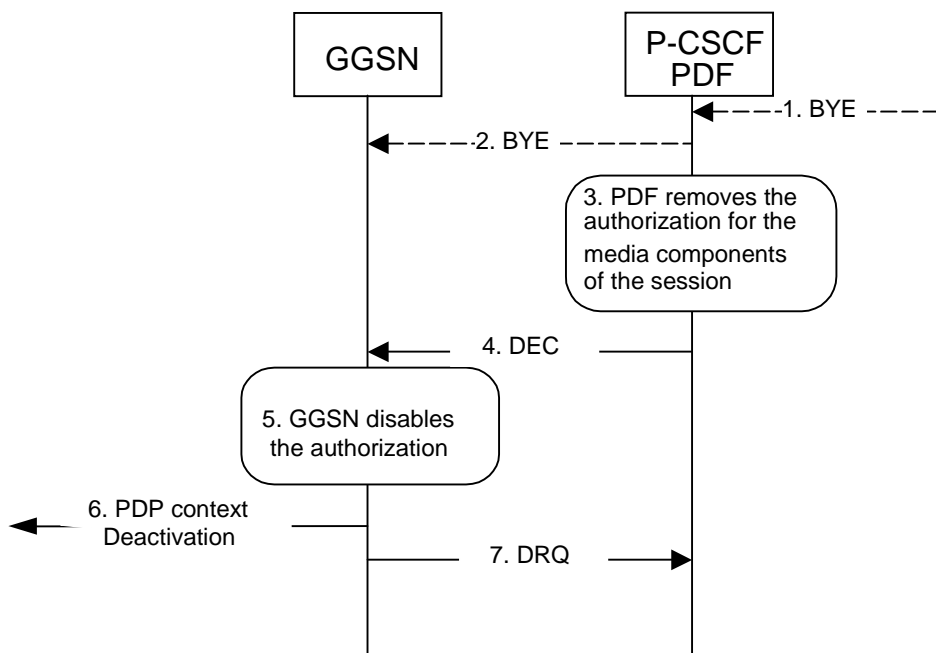 GGSN
P-CSCF
PDF
1. BYE
2. BYE
3. PDF removes the
authorization for the
media components
of the session
4. DEC
5. GGSN disables
the authorization
6. PDP context
Deactivation
7. DRQ